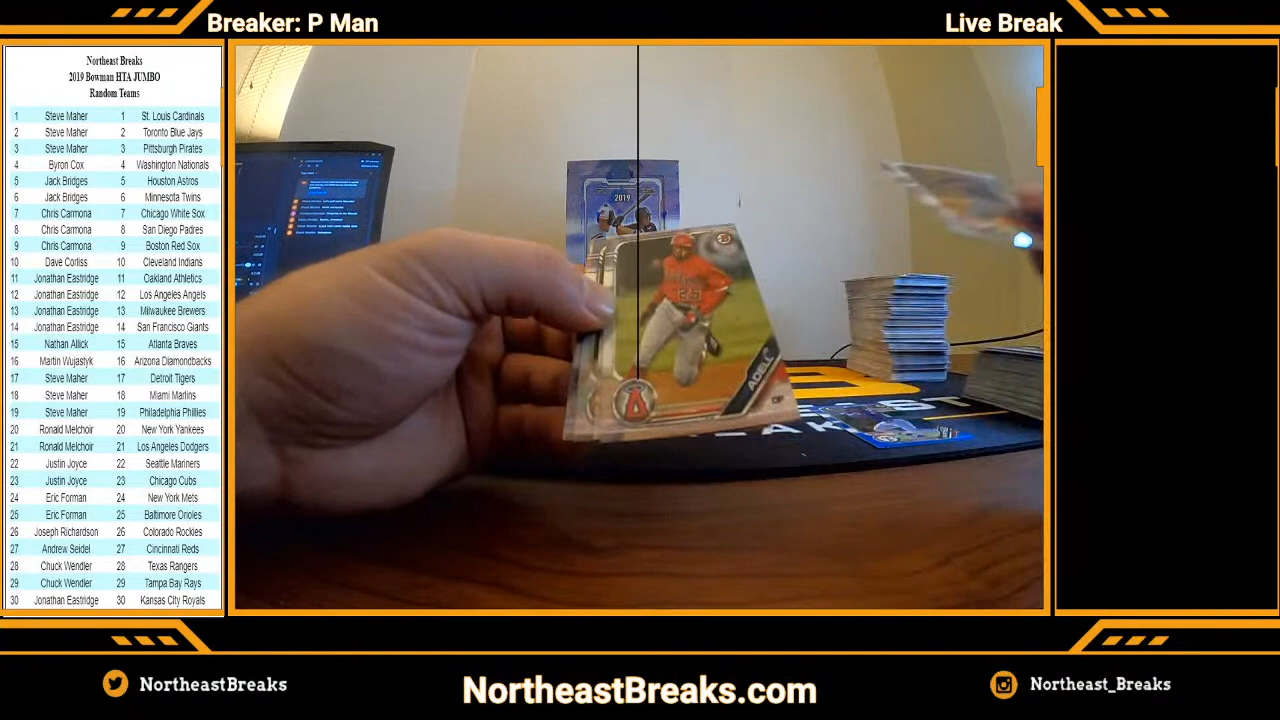 Breaker: P Man
Live Break
Northeast Breaks
2019 Bowman HTA JUMBO
Random Teams
1 Steve Maher 1 St. Louis Cardinals
2 Steve Maher 2 Toronto Blue Jays
3 Steve Maher 3 Pittsburgh Pirates
4 Byron Cox 4 Washington Nationals
5 Jack Bridges 5 Houston Astros
6 Jack Bridges 6 Minnesota Twins
7 Chris Carmona 7 Chicago White Sox
8 Chris Carmona 8 San Diego Padres
9 Chris Carmona 9 Boston Red Sox
10 Dave Corliss 10 Cleveland Indians
11 Jonathan Eastridge 11 Oakland Athletics
12 Jonathan Eastridge 12 Los Angeles Angels
13 Jonathan Eastridge 13 Milwaukee Brewers
14 Jonathan Eastridge 14 San Francisco Giants
15 Nathan Allick 15 Atlanta Braves
16 Martin Wujastyk 16 Arizona Diamondbacks
17 Steve Maher 17 Detroit Tigers
18 Steve Maher 18 Miami Marlins
19 Steve Maher 19 Philadelphia Phillies
20 Ronald Melchoir 20 New York Yankees
21 Ronald Melchoir 21 Los Angeles Dodgers
22 Justin Joyce 22 Seattle Mariners
23 Justin Joyce 23 Chicago Cubs
24 Eric Forman 24 New York Mets
25 Eric Forman 25 Baltimore Orioles
26 Joseph Richardson 26 Colorado Rockies
27 Andrew Seidel 27 Cincinnati Reds
28 Chuck Wendler 28 Texas Rangers
29 Chuck Wendler 29 Tampa Bay Rays
30 Jonathan Eastridge 30 Kansas City Royals
2019
ADELL
NortheastBreaks
NortheastBreaks.com
Northeast_Breaks